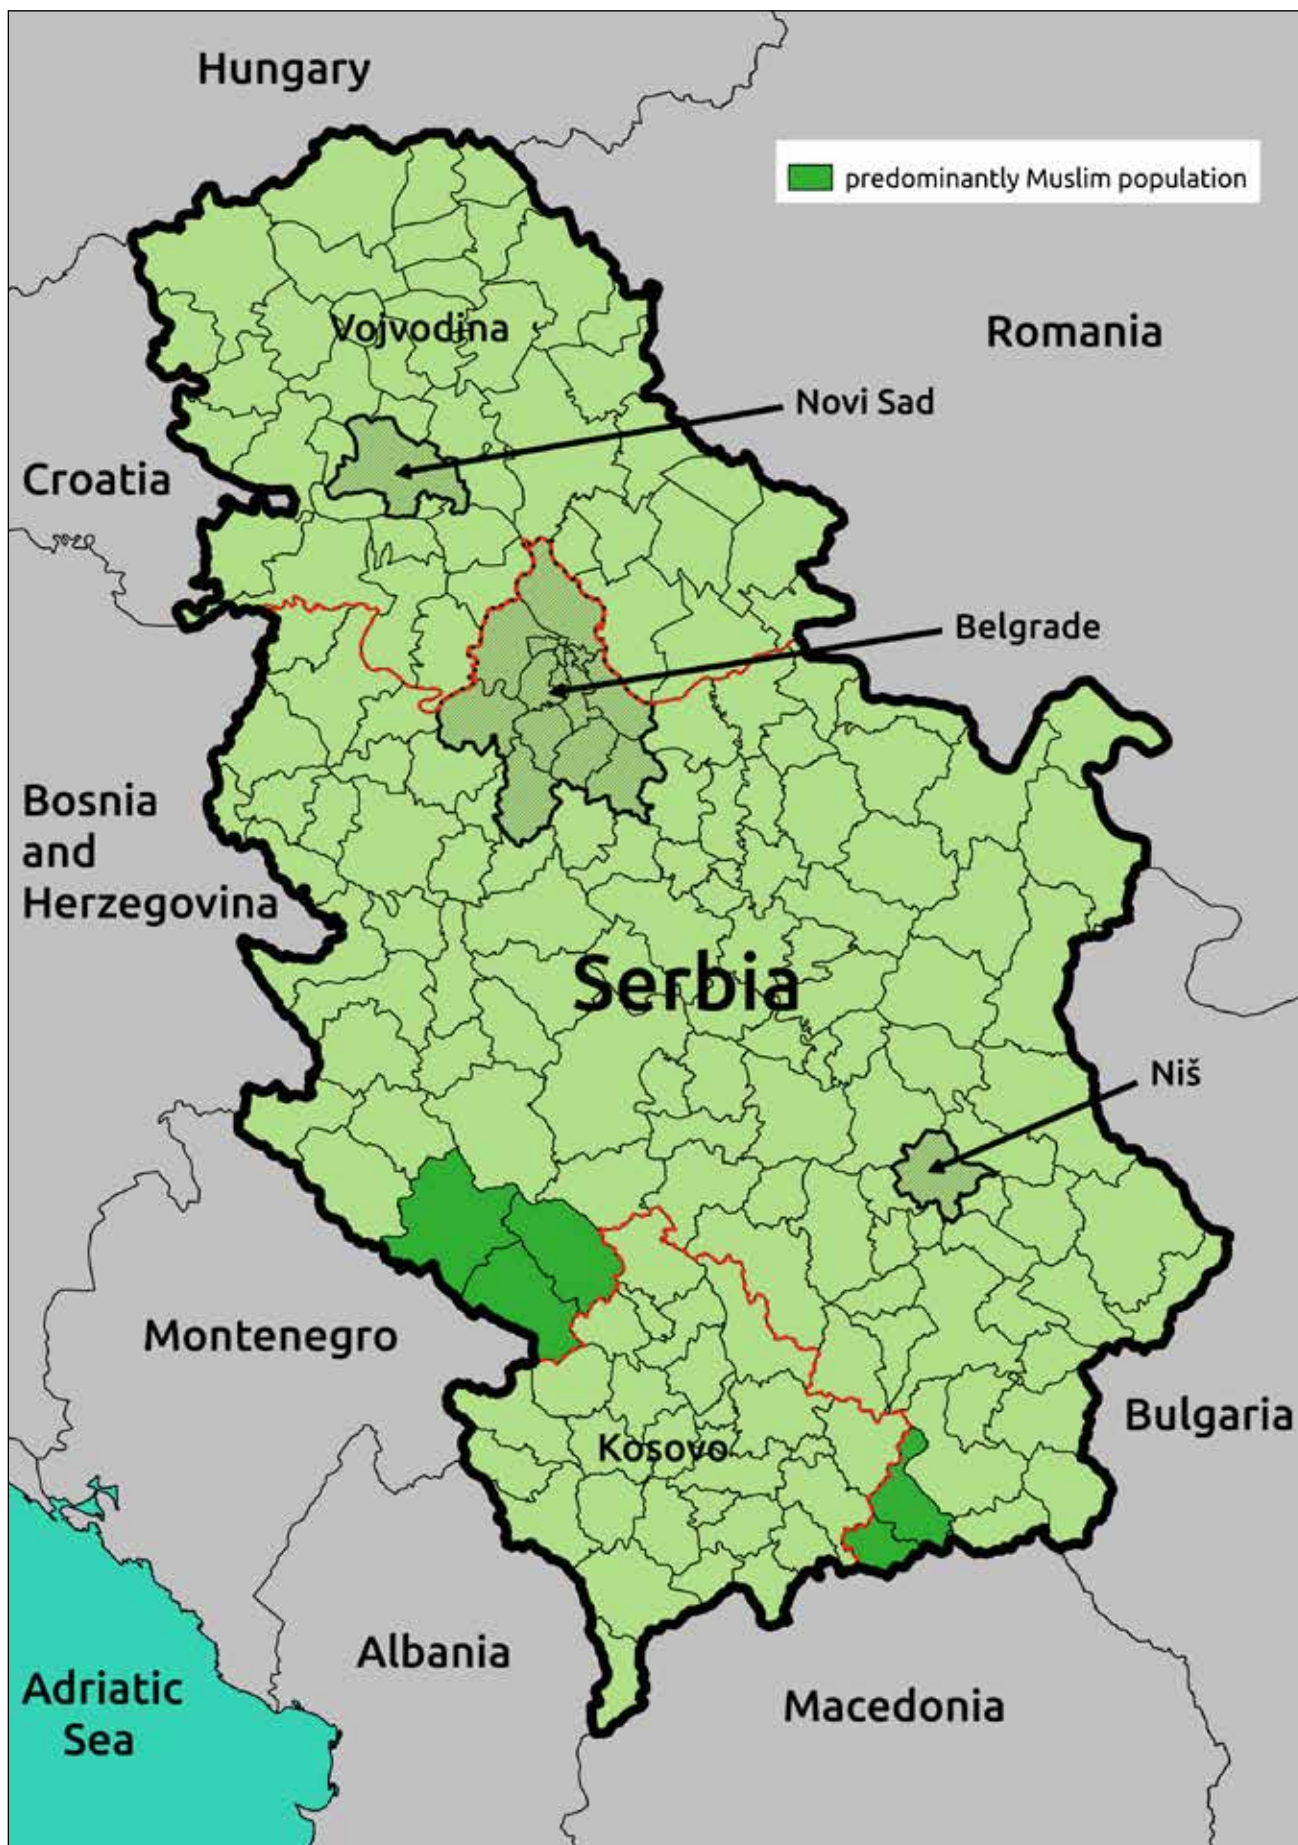 Hungary
predominantly Muslim population
Vojvodina
Romania
Novi Sad
Croatia
Belgrade
Bosnia
and
Herzegovina
Serbia
Niš
Montenegro
Bulgaria
Kosovo
Albania
Adriatic
Sea
Macedonia